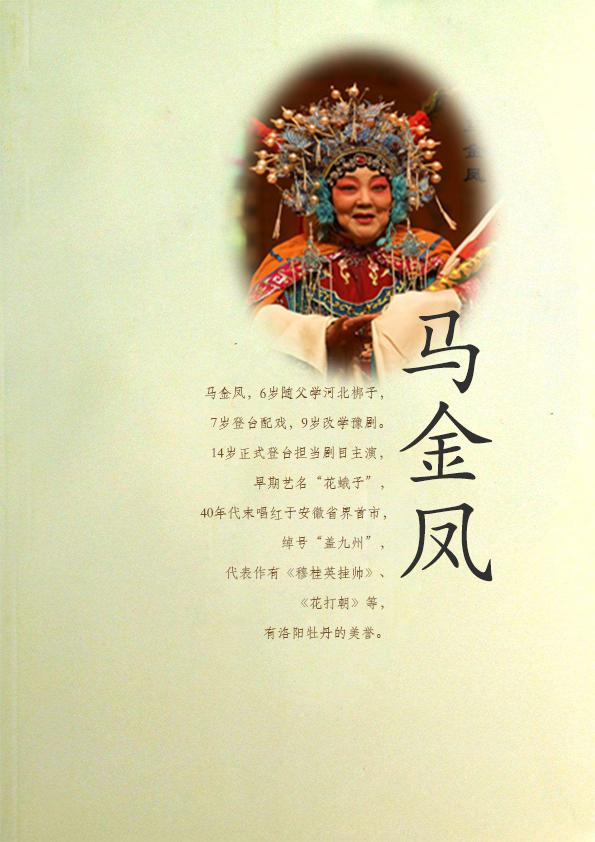 马金凤
马金凤，6岁随父学河北梆子，
7岁登台配戏，9岁改学豫剧。
14岁正式登台担当剧目主演，
早期艺名“花蛾子”，
40年代末唱红于安徽省界首市，
绰号“盖九州”，
代表作有《穆桂英挂帅》、
《花打朝》等，
有洛阳牡丹的美誉。
金凤